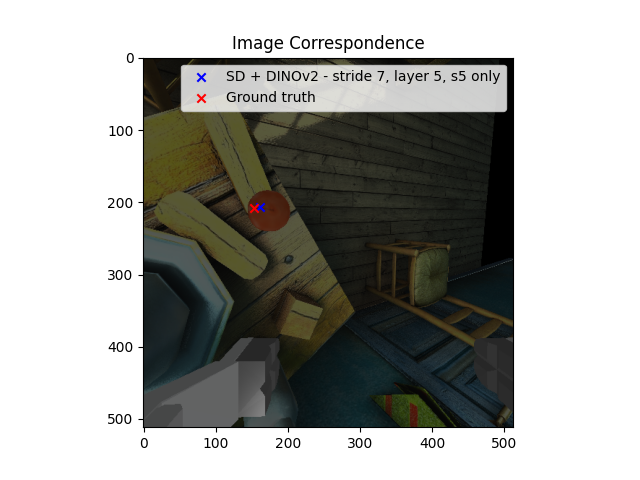 Image Correspondence
SD + DINOv2 - stride 7, layer 5, s5 only
Ground truth
0
100
200
300
400
500
0 100 200 300 400 500